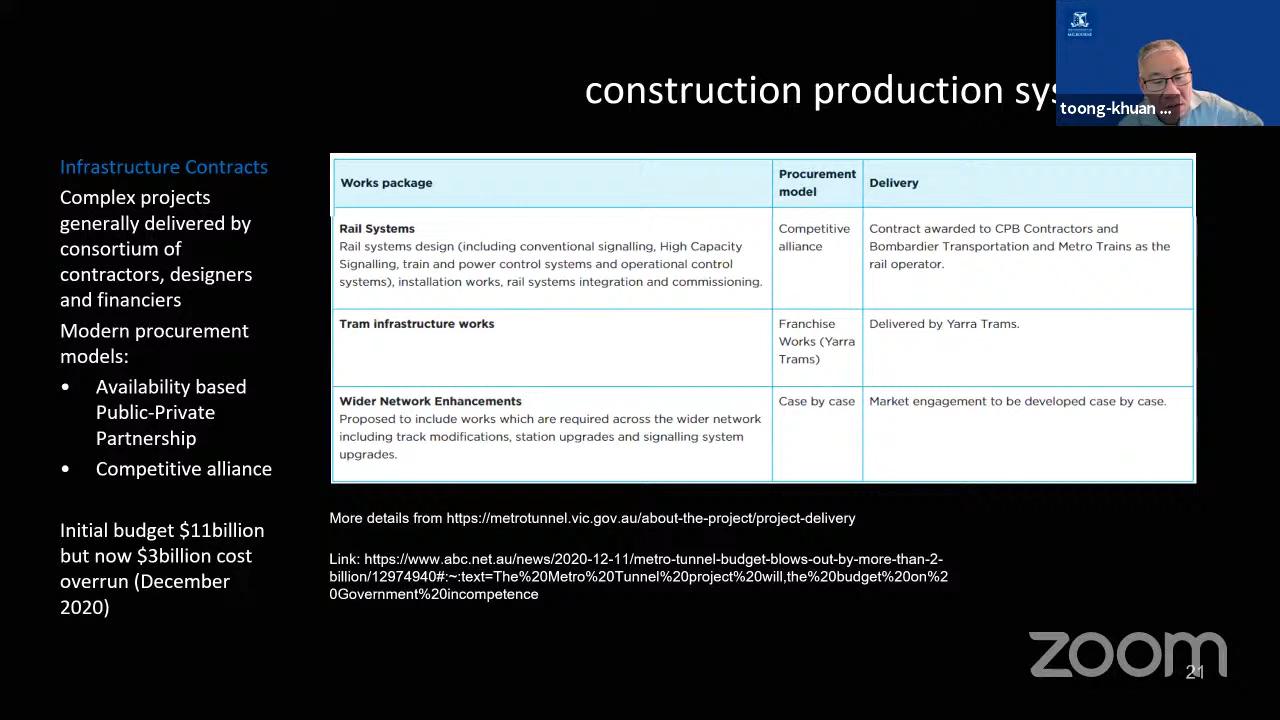 construction production sys
MELBOURNE
toong-khuan ...
Infrastructure Contracts
Complex projects
generally delivered by
consortium of
contractors, designers
and financiers
Modern procurement
models:
• Availability based
Public-Private
Partnership
• Competitive alliance
Initial budget $11billion
but now $3billion cost
overrun (December
2020)
Works package
Procurement
model
Delivery
Rail Systems
Rail systems design (including conventional signalling, High Capacity
Signalling, train and power control systems and operational control
systems), installation works, rail systems integration and commissioning.
Competitive
alliance
Contract awarded to CPB Contractors and
Bombardier Transportation and Metro Trains as the
rail operator.
Tram infrastructure works
Franchise
Works (Yarra
Trams)
Delivered by Yarra Trams.
Wider Network Enhancements
Proposed to include works which are required across the wider network
including track modifications, station upgrades and signalling system
upgrades.
Case by case
Market engagement to be developed case by case.
More details from https://metrotunnel.vic.gov.au/about-the-project/project-delivery
Link: https://www.abc.net.au/news/2020-12-11/metro-tunnel-budget-blows-out-by-more-than-2-
billion/12974940#:~:text=The%20Metro%20Tunnel%20project%20will,the%20budget%20on%2
0Government%20incompetence
zoom
21